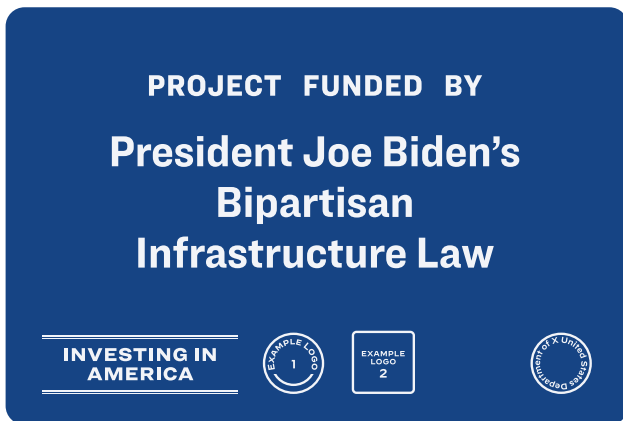 PROJECT FUNDED BY
President Joe Biden’s
Bipartisan
Infrastructure Law
INVESTING IN
AMERICA
EXAMPLE LOGO
1
EXAMPLE
LOGO
2
Department of X United States